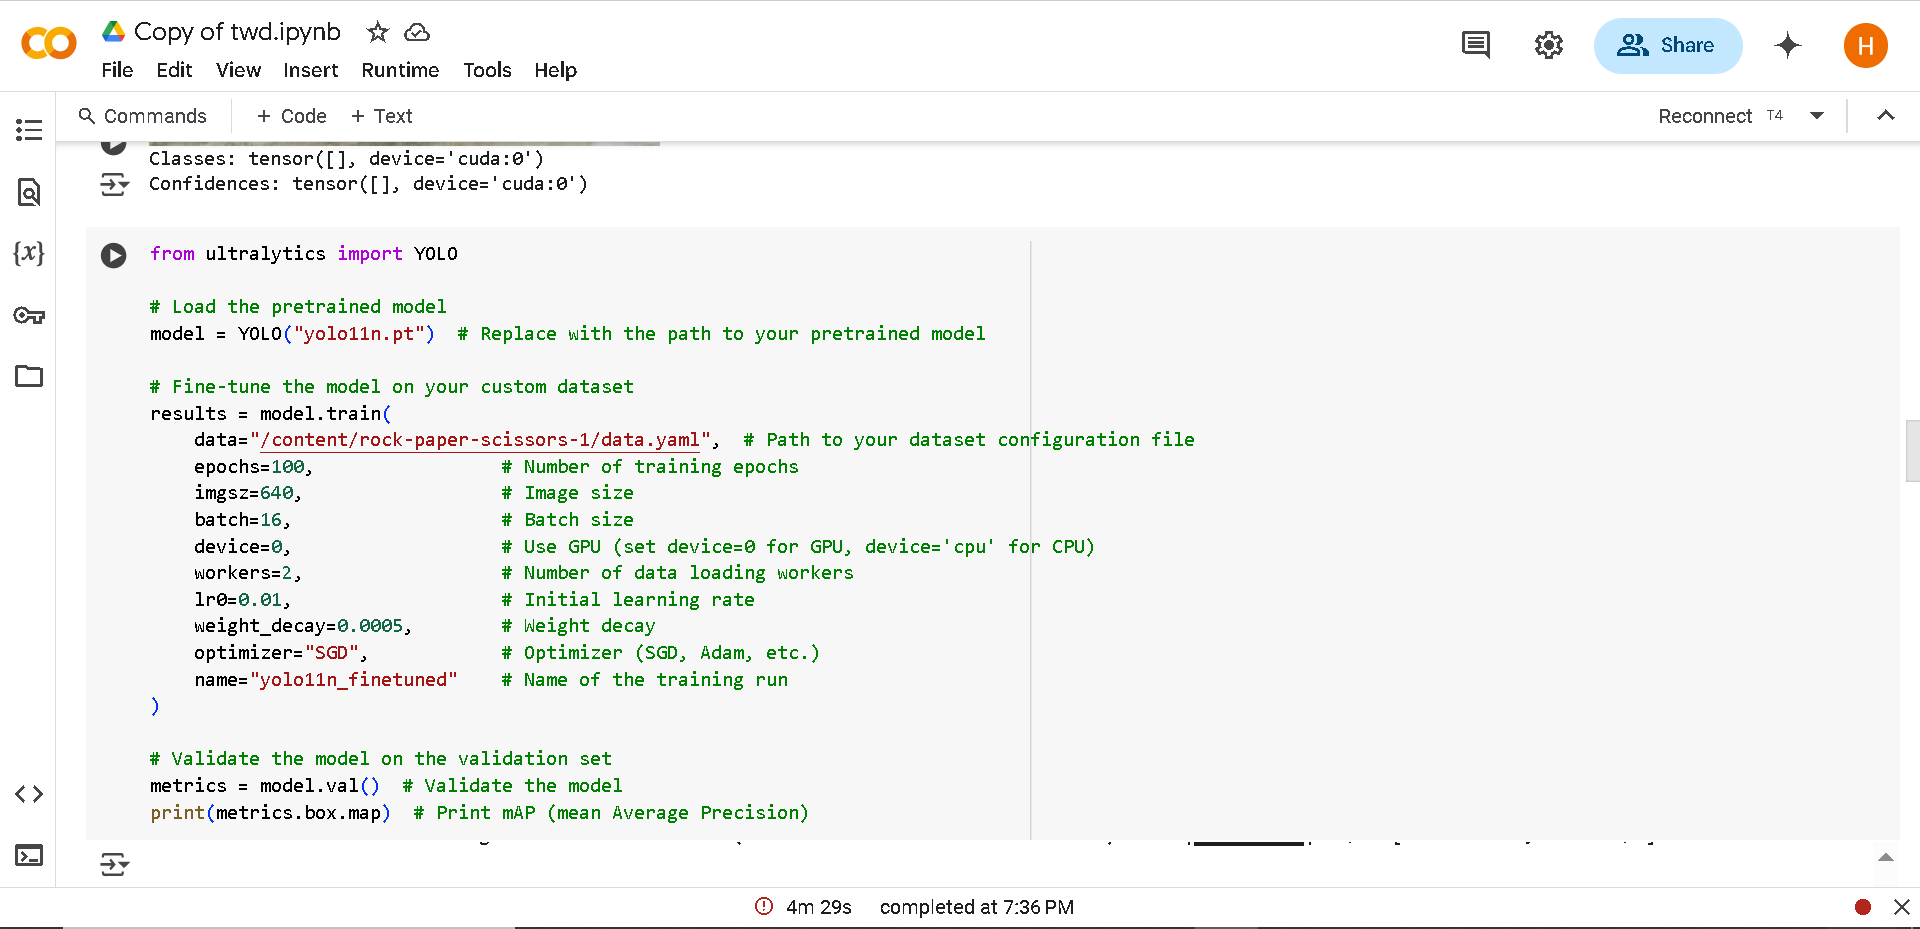 Copy of twd.ipynb
File Edit View Insert Runtime Tools Help
Share
H
Commands + Code + Text
Reconnect T4
Classes: tensor([], device='cuda:0')
Confidences: tensor([], device='cuda:0')
from ultralytics import YOLO
# Load the pretrained model
model = YOLO("yolo11n.pt")  # Replace with the path to your pretrained model
# Fine-tune the model on your custom dataset
results = model.train(
    data="/content/rock-paper-scissors-1/data.yaml",  # Path to your dataset configuration file
    epochs=100,                 # Number of training epochs
    imgsz=640,                  # Image size
    batch=16,                   # Batch size
    device=0,                   # Use GPU (set device=0 for GPU, device='cpu' for CPU)
    workers=2,                  # Number of data loading workers
    lr0=0.01,                   # Initial learning rate
    weight_decay=0.0005,        # Weight decay
    optimizer="SGD",            # Optimizer (SGD, Adam, etc.)
    name="yolo11n_finetuned"    # Name of the training run
)
# Validate the model on the validation set
metrics = model.val()  # Validate the model
print(metrics.box.map)  # Print mAP (mean Average Precision)
4m 29s completed at 7:36 PM